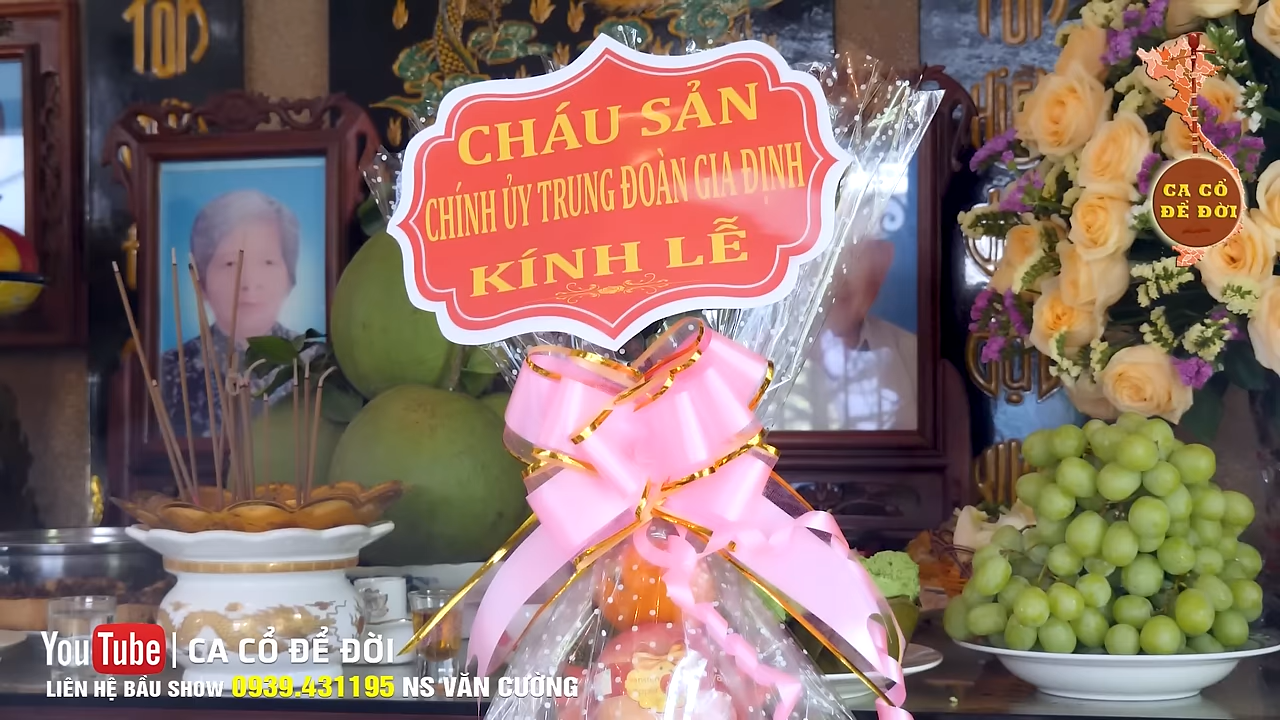 CHÁU SẢN
CHÍNH ỦY TRUNG ĐOÀN GIA ĐỊNH
KÍNH LỄ
CA CỔ
ĐỂ ĐỜI
YouTube | CA CỔ ĐỂ ĐỜI
LIÊN HỆ BẦU SHOW 0939.431195 NS VĂN CƯỜNG